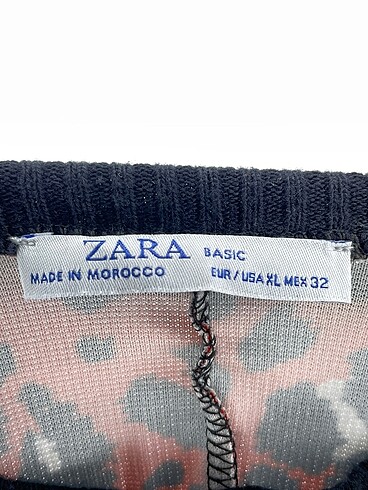 ZARA BASIC
MADE IN MOROCCO EUR / USA XL MEX 32